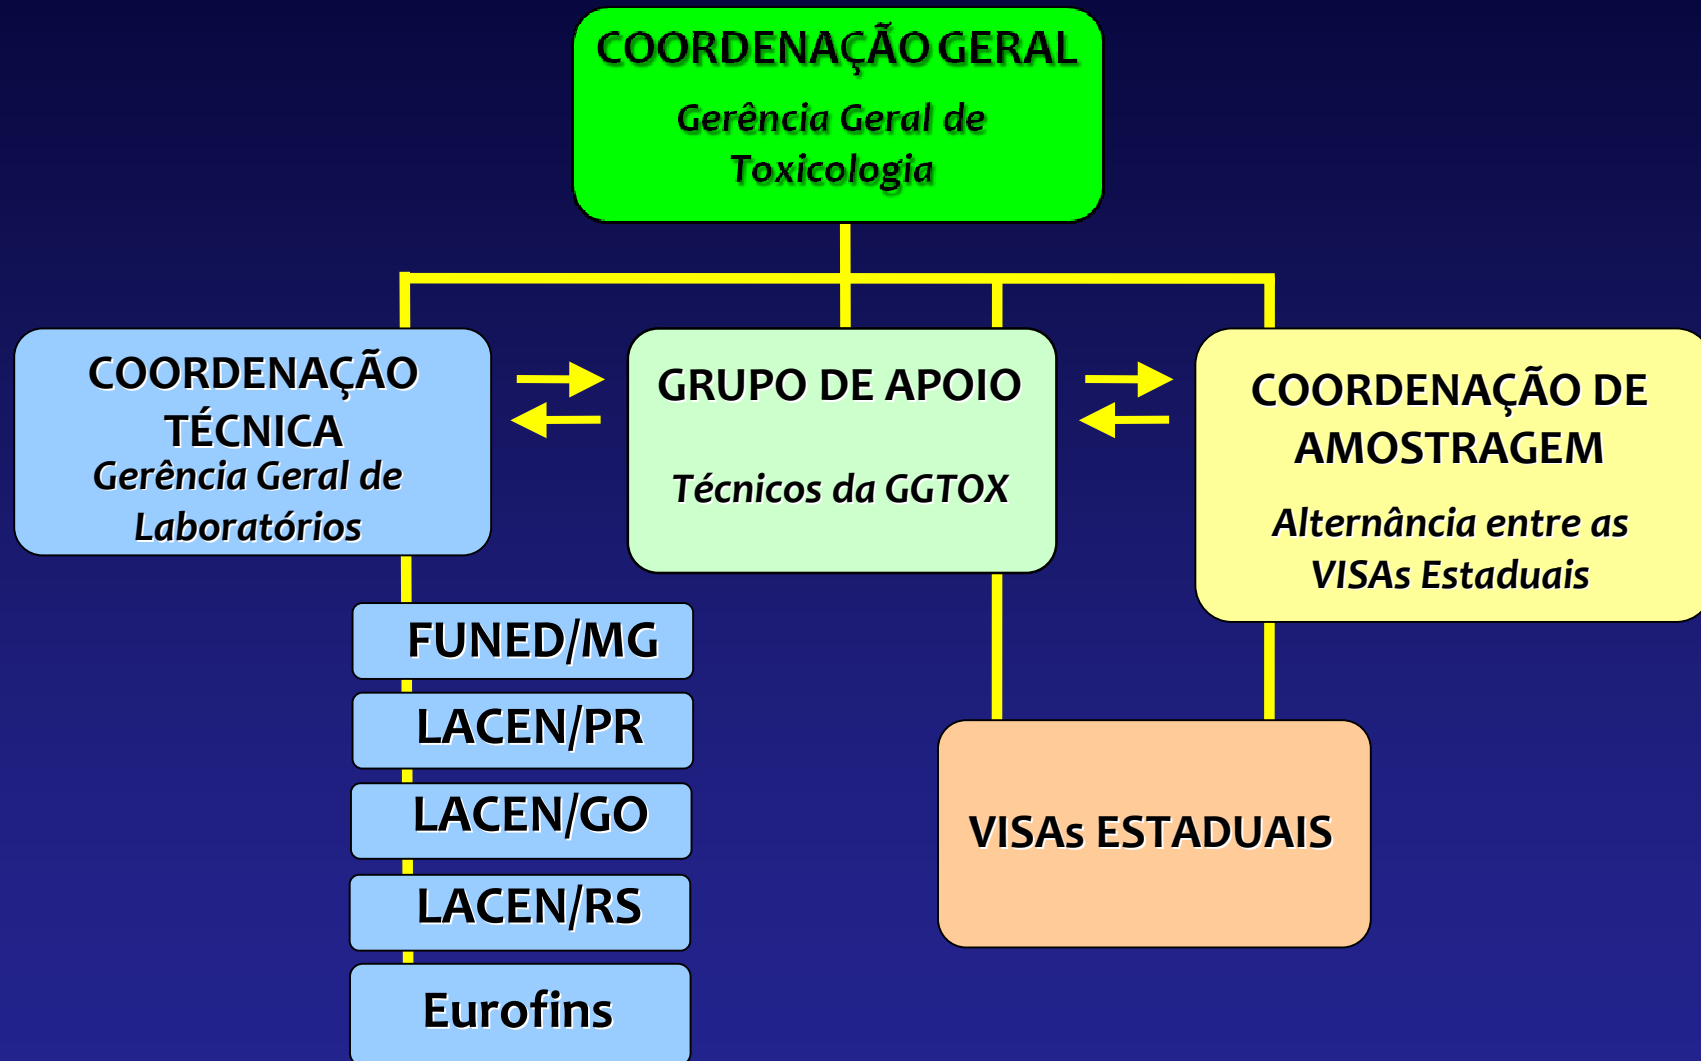 COORDENAÇÃO GERAL
Gerência Geral de
Toxicologia
COORDENAÇÃO
TÉCNICA
Gerência Geral de
Laboratórios
GRUPO DE APOIO
Técnicos da GGTOX
COORDENAÇÃO DE
AMOSTRAGEM
Alternância entre as
VISAs Estaduais
FUNED/MG
LACEN/PR
LACEN/GO
LACEN/RS
Eurofins
VISAs ESTADUAIS